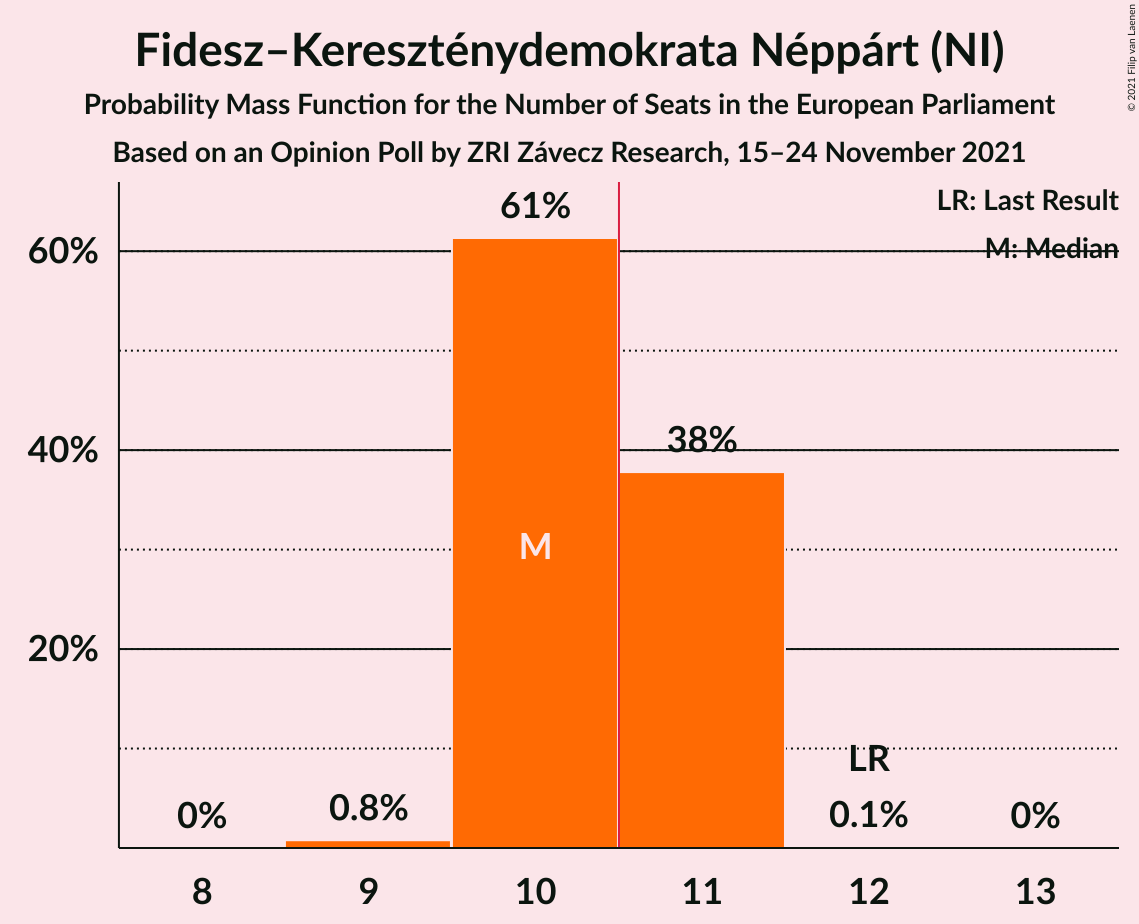 Fidesz–Kereszténydemokrata Néppárt (NI)
Probability Mass Function for the Number of Seats in the European Parliament
Based on an Opinion Poll by ZRI Závecz Research, 15–24 November 2021
© 2021 Filip van Laenen
LR: Last Result
M: Median
61%
60%
40%
38%
M
20%
LR
0%
0.8%
0.1%
0%
8
9
10
11
12
13